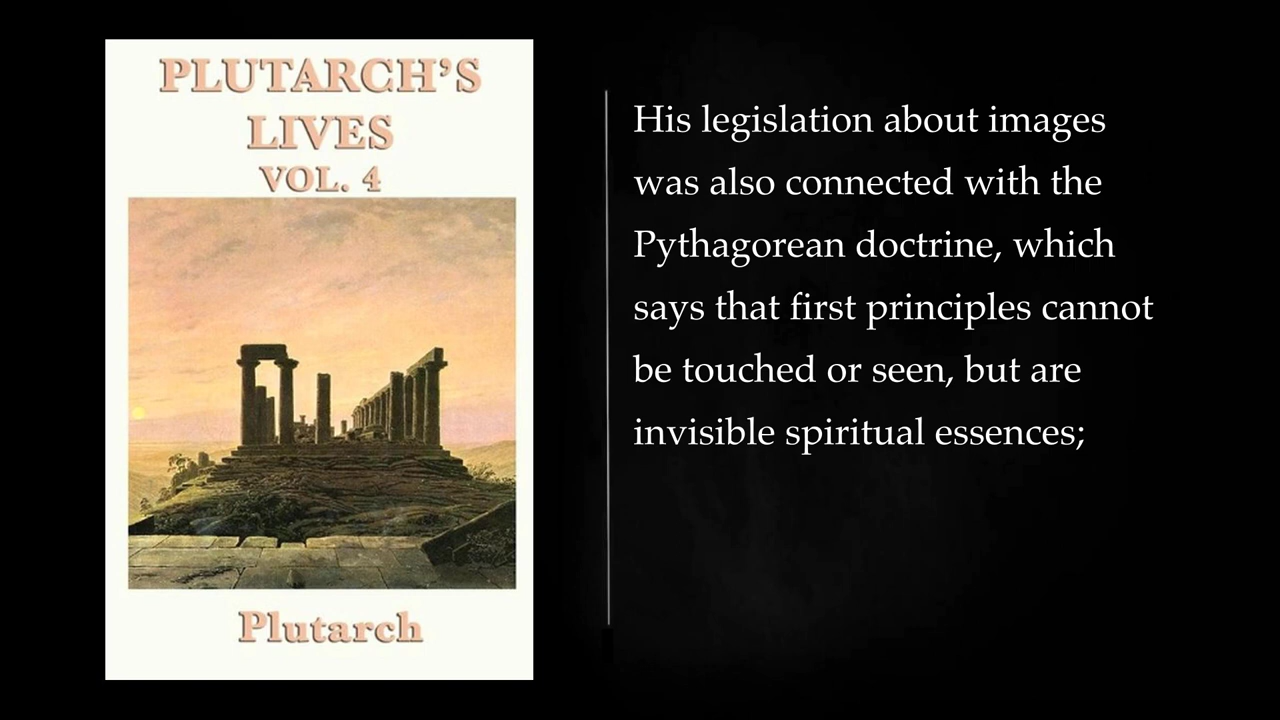 PLUTARCH'S
LIVES
VOL. 4
Plutarch
His legislation about images
was also connected with the
Pythagorean doctrine, which
says that first principles cannot
be touched or seen, but are
invisible spiritual essences;